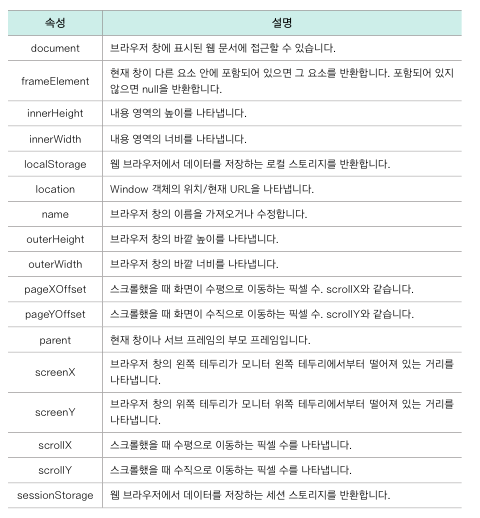 속성 설명
document 브라우저 창에 표시된 웹 문서에 접근할 수 있습니다.
frameElement 현재 창이 다른 요소 안에 포함되어 있으면 그 요소를 반환합니다. 포함되어 있지
않으면 null을 반환합니다.
innerHeight 내용 영역의 높이를 나타냅니다.
innerWidth 내용 영역의 너비를 나타냅니다.
localStorage 웹 브라우저에서 데이터를 저장하는 로컬 스토리지를 반환합니다.
location Window 객체의 위치/현재 URL을 나타냅니다.
name 브라우저 창의 이름을 가져오거나 수정합니다.
outerHeight 브라우저 창의 바깥 높이를 나타냅니다.
outerWidth 브라우저 창의 바깥 너비를 나타냅니다.
pageXOffset 스크롤했을 때 화면이 수평으로 이동하는 픽셀 수. scrollX와 같습니다.
pageYOffset 스크롤했을 때 화면이 수직으로 이동하는 픽셀 수. scrollY와 같습니다.
parent 현재 창이나 서브 프레임의 부모 프레임입니다.
screenX 브라우저 창의 왼쪽 테두리가 모니터 왼쪽 테두리에서부터 떨어져 있는 거리를
나타냅니다.
screenY 브라우저 창의 위쪽 테두리가 모니터 위쪽 테두리에서부터 떨어져 있는 거리를
나타냅니다.
scrollX 스크롤했을 때 수평으로 이동하는 픽셀 수를 나타냅니다.
scrollY 스크롤했을 때 수직으로 이동하는 픽셀 수를 나타냅니다.
sessionStorage 웹 브라우저에서 데이터를 저장하는 세션 스토리지를 반환합니다.